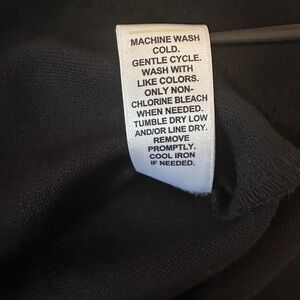 MACHINE WASH
COLD.
GENTLE CYCLE.
WASH WITH
LIKE COLORS.
ONLY NON-
CHLORINE BLEACH
WHEN NEEDED.
TUMBLE DRY LOW
AND/OR LINE DRY.
REMOVE
PROMPTLY.
COOL IRON
IF NEEDED.